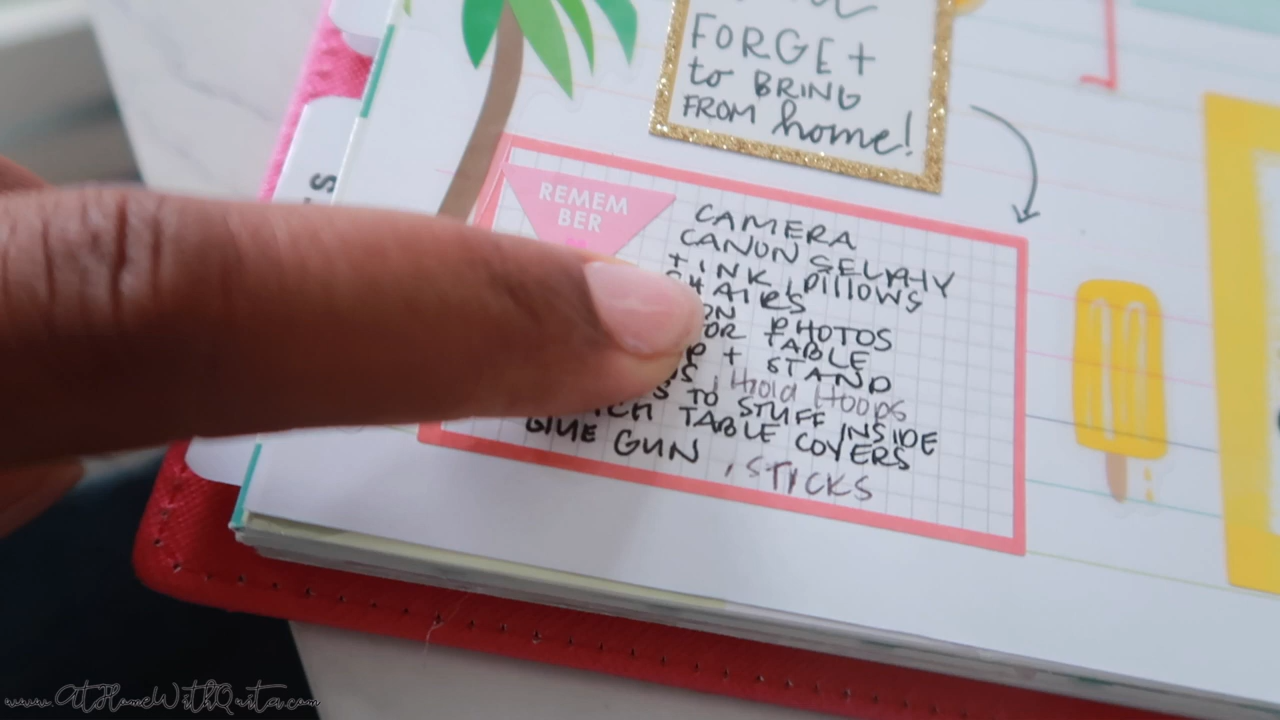 FORGET
to BRING
FROM home!
REMEM
BER
CAMERA
CANON SELPHY
+ INK, PIllOWS
CHAIRS
PHOTOS
+ TABLE
+ STAND
, Hold Hoops
TO STUFF INSIDE
TABLE COVERS
GLUE GUN , STICKS
www.AtHomeWithQuita.com